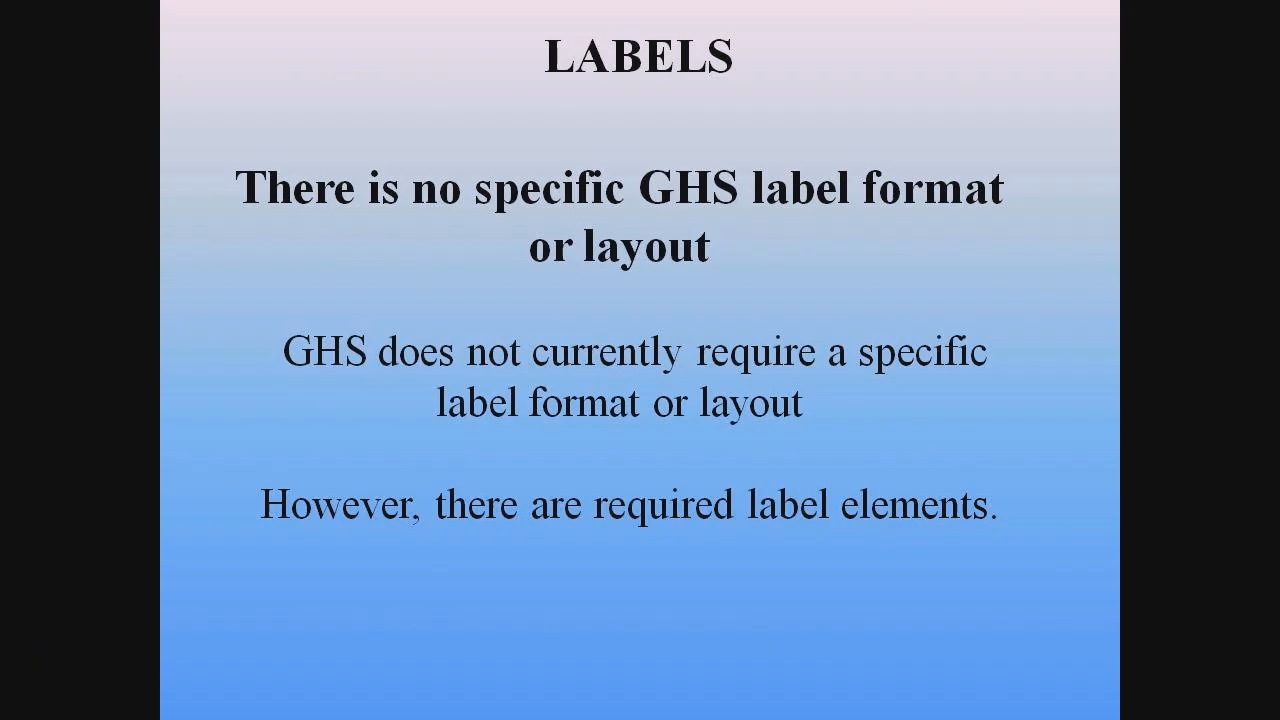 LABELS
There is no specific GHS label format
or layout
GHS does not currently require a specific
label format or layout
However, there are required label elements.